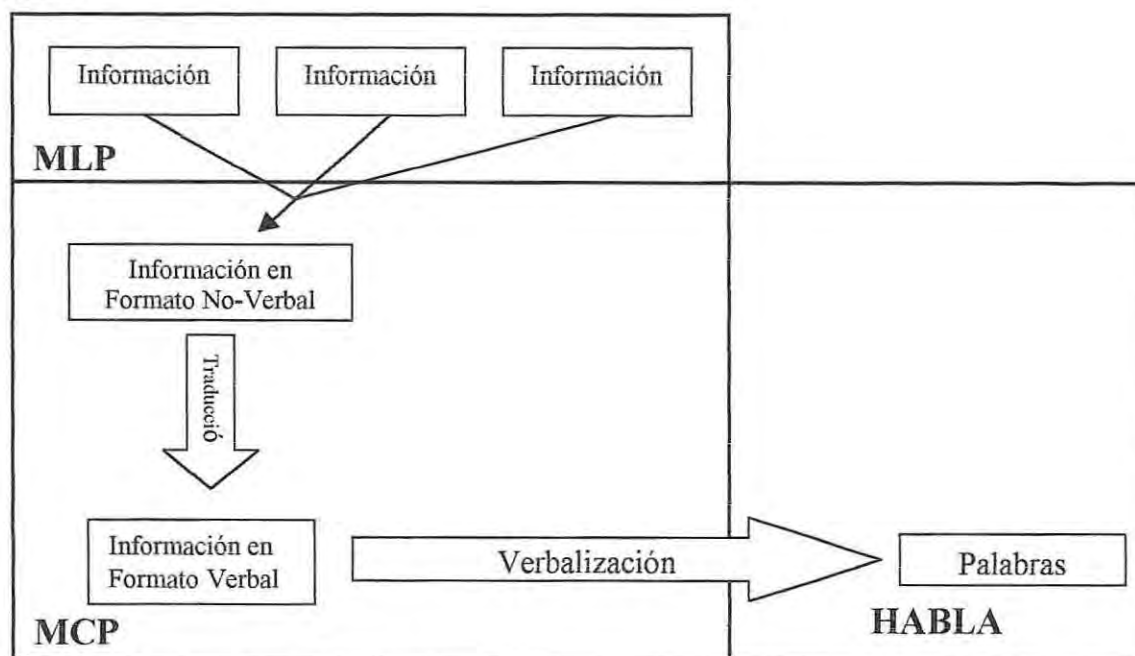 Información
Información
Información
MLP
Información en
Formato No-Verbal
Traducció
Información en
Formato Verbal
Verbalización
Palabras
MCP
HABLA